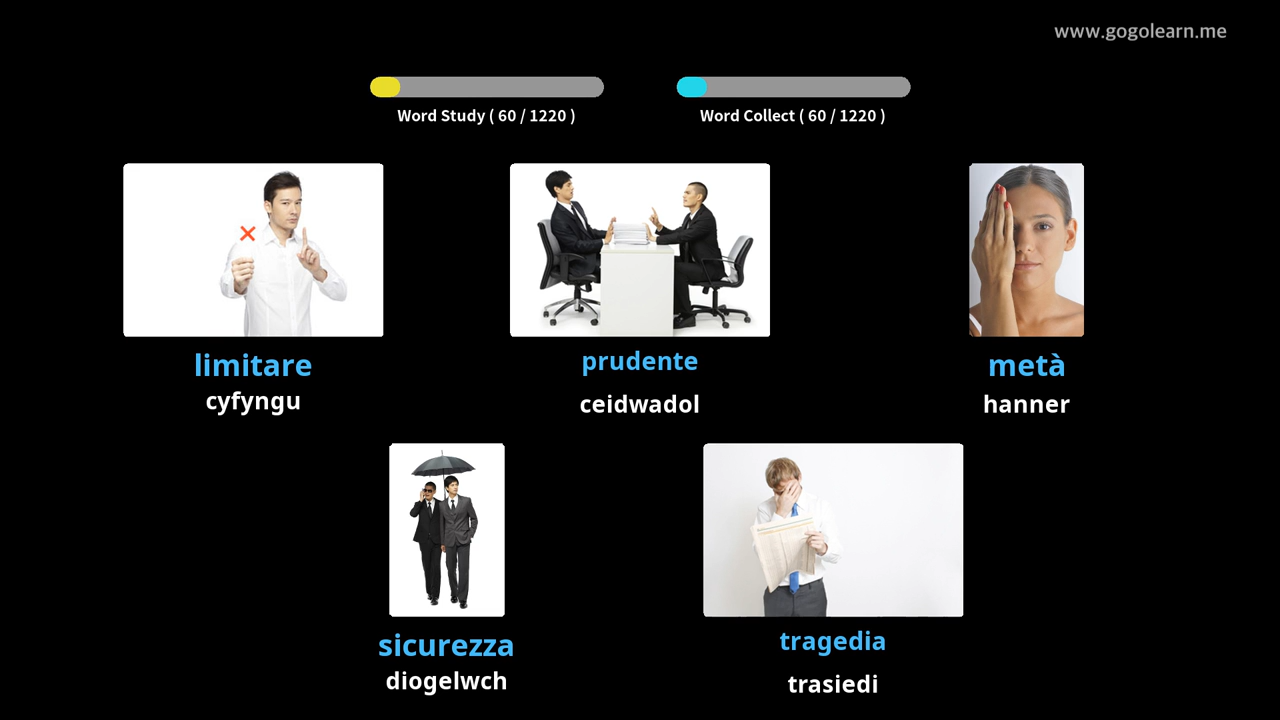 www.gogolearn.me
Word Study ( 60 / 1220 )
Word Collect ( 60 / 1220 )
limitare
cyfyngu
prudente
ceidwadol
metà
hanner
sicurezza
diogelwch
tragedia
trasiedi